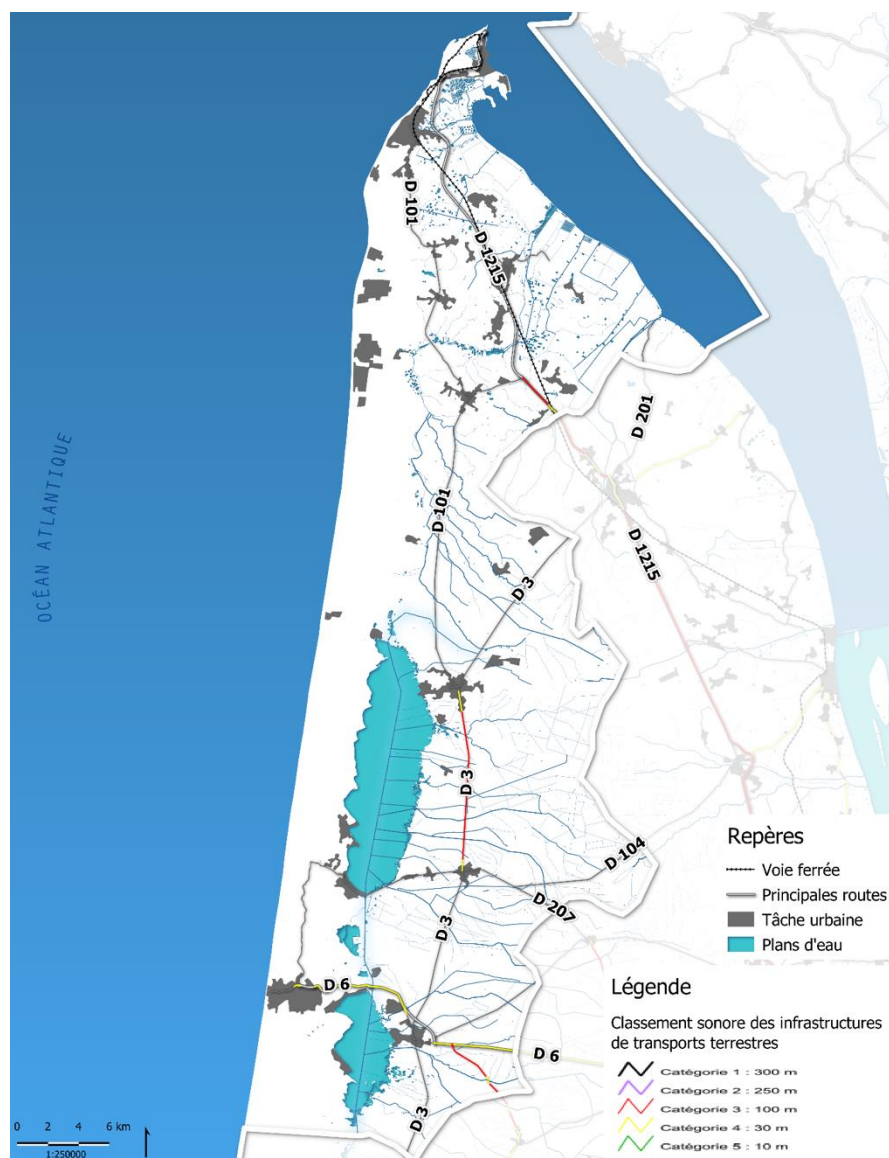 D 101
D 1215
D 201
D 101
D 3
D 1215
OCÉAN ATLANTIQUE
D 3
D 104
D 207
D 3
D 6
D 6
D 3
Repères
Voie ferrée
Principales routes
Tâche urbaine
Plans d'eau
Légende
Classement sonore des infrastructures
de transports terrestres
Catégorie 1 : 300 m
Catégorie 2 : 250 m
Catégorie 3 : 100 m
Catégorie 4 : 30 m
Catégorie 5 : 10 m
0 2 4 6 km
1:250000